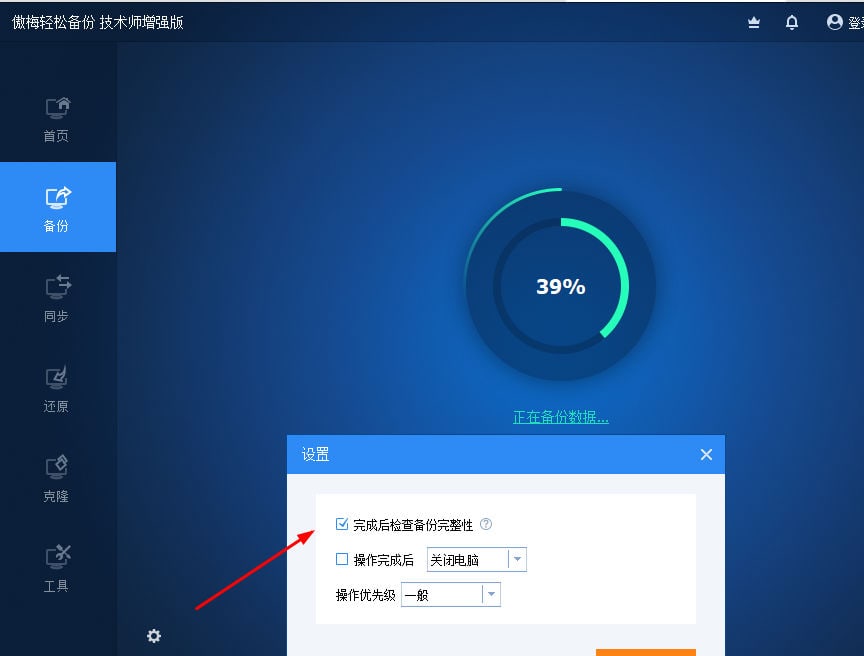 傲梅轻松备份 技术师增强版
登
首页
备份
同步
还原
克隆
工具
39%
正在备份数据...
设置
完成后检查备份完整性
操作完成后 关闭电脑
操作优先级 一般